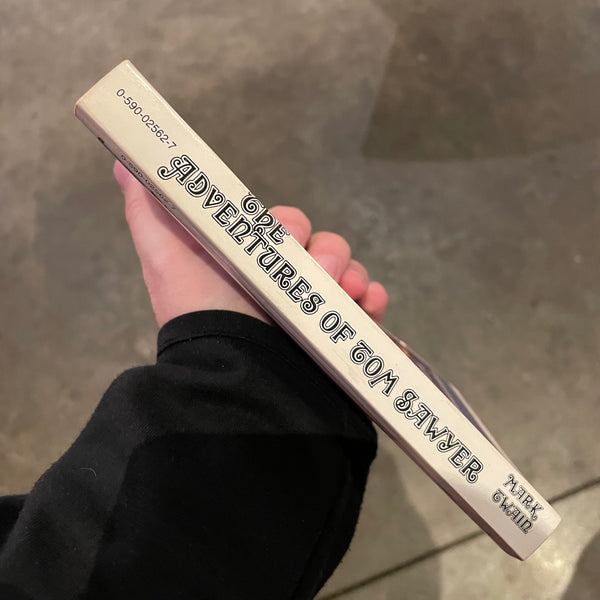 0-590-02562-7
THE
ADVENTURES OF TOM SAWYER
MARK
TWAIN